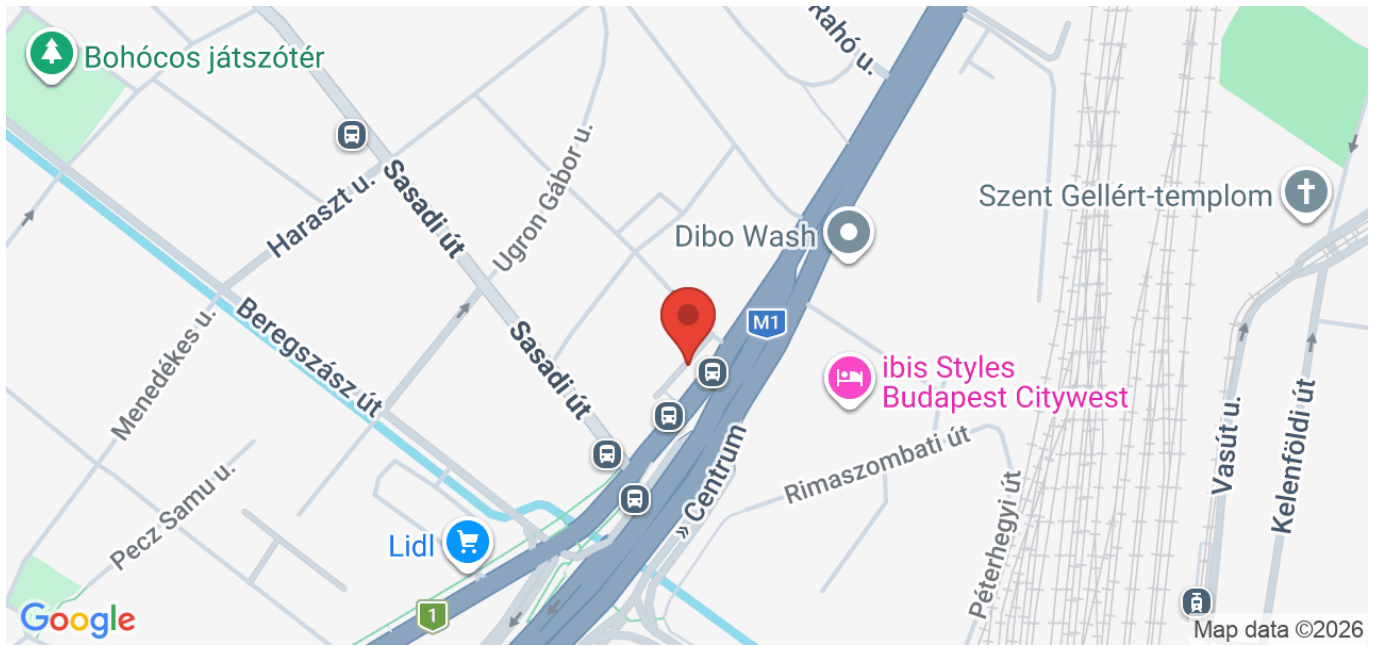 Rahó u.
Bohócos játszótér
Ugron Gábor u.
Sasadi út
Haraszt u.
Szent Gellért-templom
Dibo Wash
M1
Beregszász út
Menedékes u.
Sasadi út
ibis Styles
Budapest Citywest
Vasút u.
Kelenföldi út
» Centrum
Rimaszombati út
Pecz Samu u.
Péterhegyi út
Lidl
1
Google
Map data ©2026